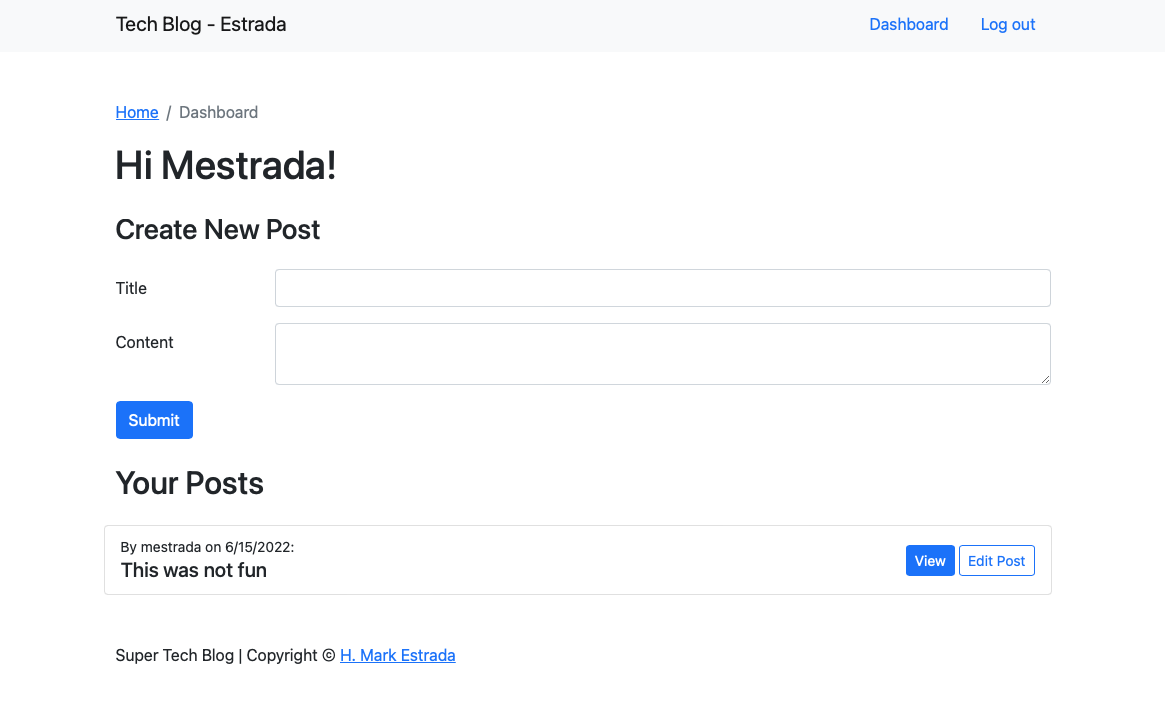 Tech Blog - Estrada Dashboard Log out
Home / Dashboard
Hi Mestrada!
Create New Post
Title
Content
Submit
Your Posts
By mestrada on 6/15/2022:
This was not fun
View Edit Post
Super Tech Blog | Copyright © H. Mark Estrada